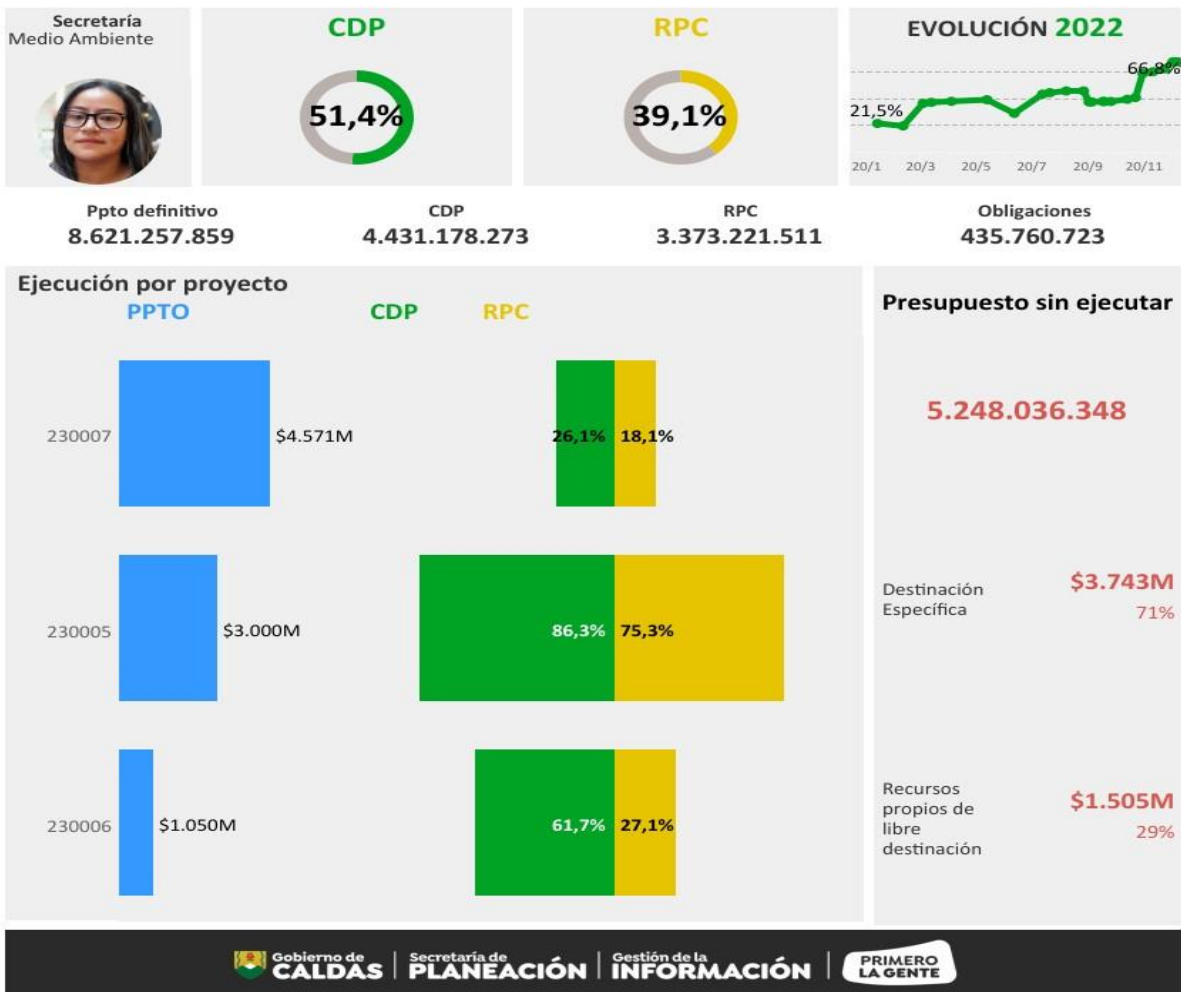 Secretaría
Medio Ambiente
CDP
51,4%
RPC
39,1%
EVOLUCIÓN 2022
66,8%
21,5%
20/1 20/3 20/5 20/7 20/9 20/11
Ppto definitivo
8.621.257.859
CDP
4.431.178.273
RPC
3.373.221.511
Obligaciones
435.760.723
Ejecución por proyecto
PPTO CDP RPC
230007 $4.571M 26,1% 18,1%
230005 $3.000M 86,3% 75,3%
230006 $1.050M 61,7% 27,1%
Presupuesto sin ejecutar
5.248.036.348
Destinación
Específica
$3.743M
71%
Recursos
propios de
libre
destinación
$1.505M
29%
Gobierno de
CALDAS
Secretaría de
PLANEACIÓN
Gestión de la
INFORMACIÓN
PRIMERO
LA GENTE